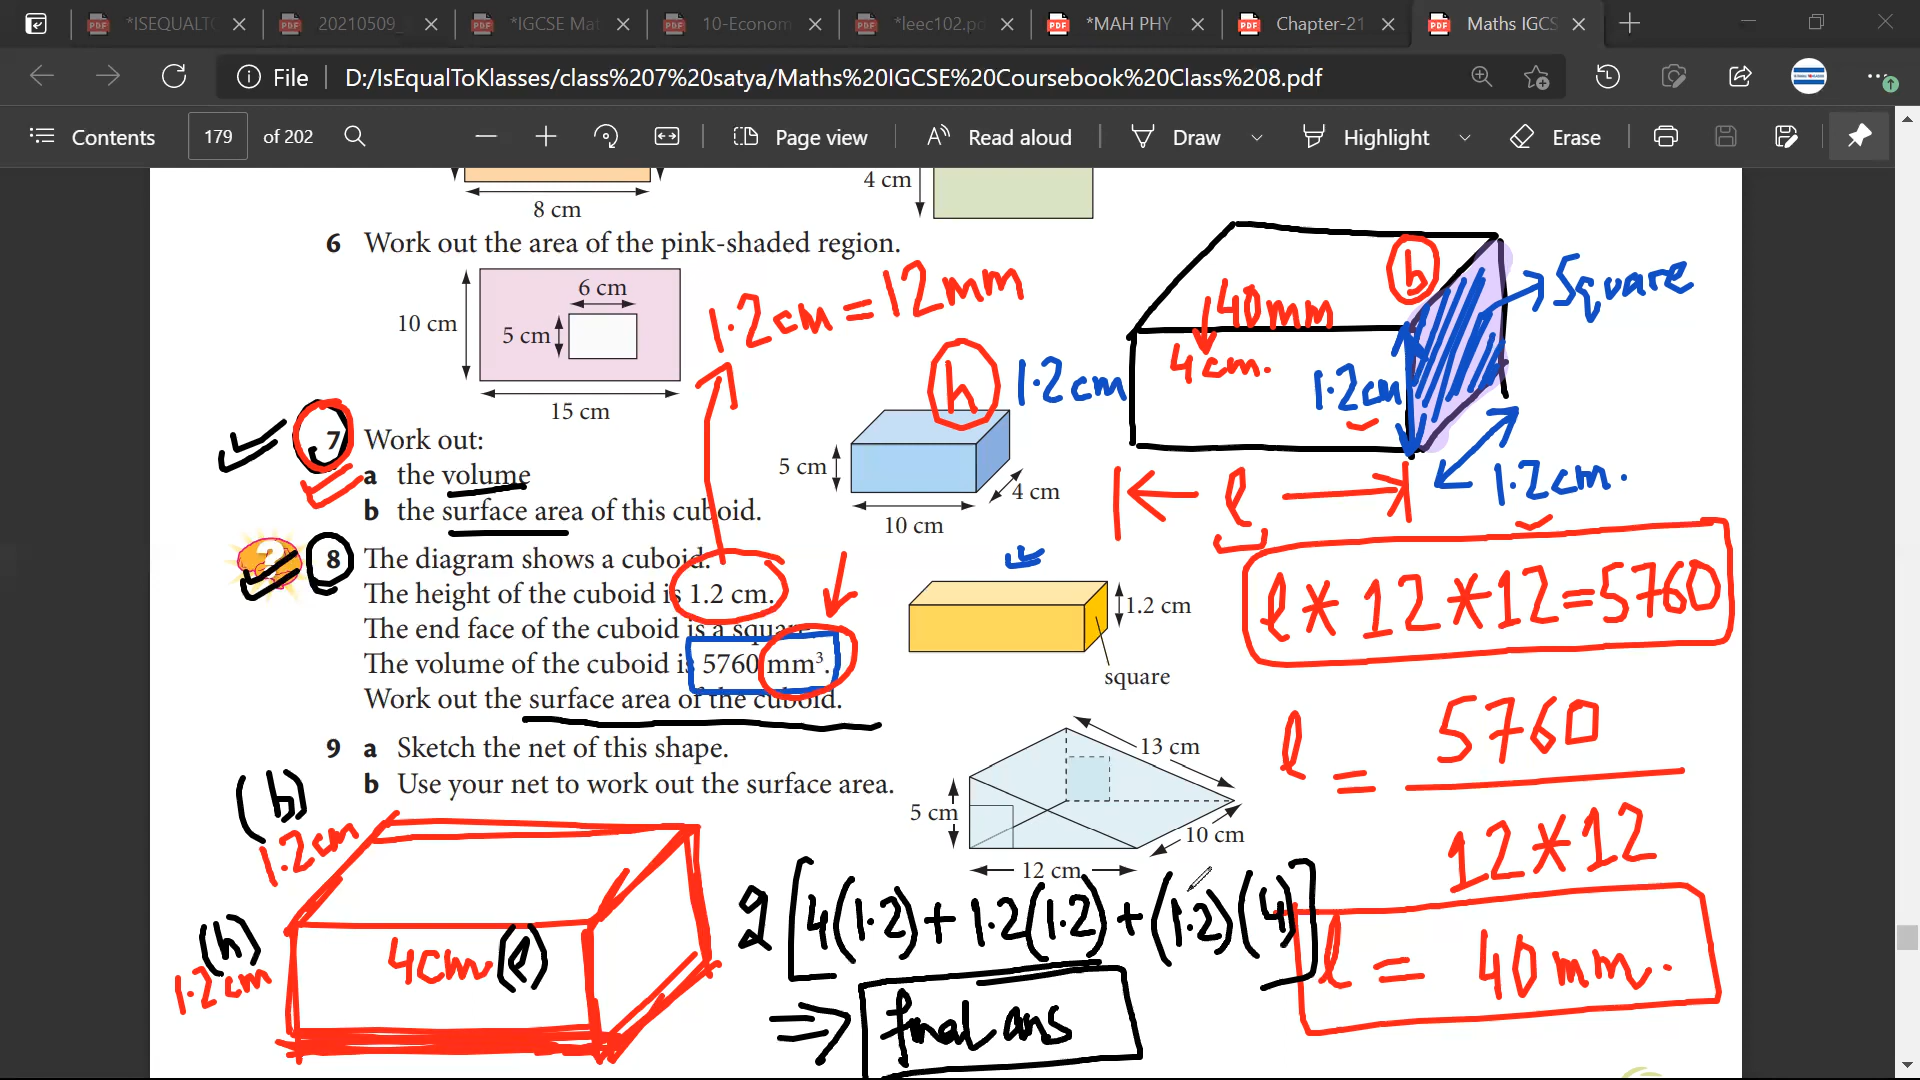 *ISEQUALTO
20210509_
*IGCSE Mat
10-Econom
*leec102.pd
*MAH PHY
Chapter-21
Maths IGCS
File
D:/IsEqualToKlasses/class%207%20satya/Maths%20IGCSE%20Coursebook%20Class%208.pdf
Contents
179
of 202
Page view
Read aloud
Draw
Highlight
Erase
8 cm
4 cm
6 Work out the area of the pink-shaded region.
10 cm
6 cm
5 cm
15 cm
1.2cm = 12mm
(h) 1.2cm
40mm
4cm.
b
1.2cm
Square
1.2cm.
l
7 Work out:
a the volume
b the surface area of this cuboid.
5 cm
10 cm
4 cm
8 The diagram shows a cuboid.
The height of the cuboid is 1.2 cm.
The end face of the cuboid is a square.
The volume of the cuboid is 5760 mm³.
Work out the surface area of the cuboid.
1.2 cm
square
l * 12 * 12 = 5760
l = 5760
12 * 12
l = 40 mm.
9 a Sketch the net of this shape.
b Use your net to work out the surface area.
13 cm
5 cm
10 cm
12 cm
(b)
1.2cm
(h)
1.2cm
4cm (l)
2[4(1.2) + 1.2(1.2) + (1.2)(4)]
⇒ final ans